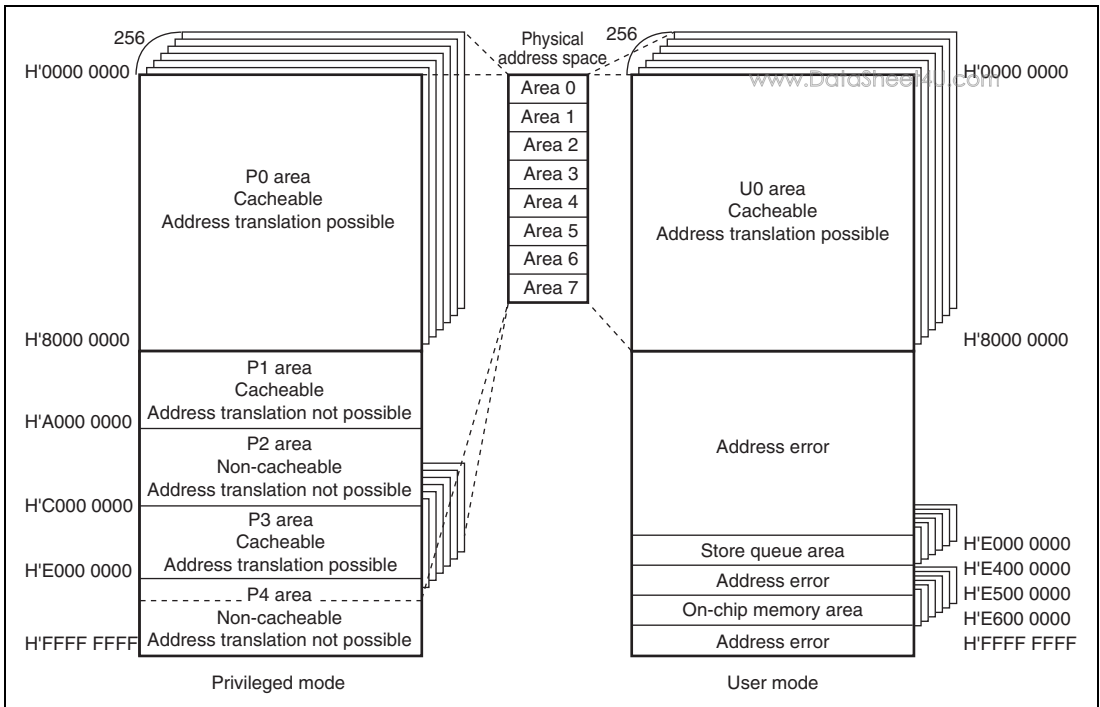 256
H'0000 0000
P0 area
Cacheable
Address translation possible
H'8000 0000
P1 area
Cacheable
Address translation not possible
H'A000 0000
P2 area
Non-cacheable
Address translation not possible
H'C000 0000
P3 area
Cacheable
Address translation possible
H'E000 0000
P4 area
Non-cacheable
Address translation not possible
H'FFFF FFFF
Privileged mode
Physical
address space
Area 0
Area 1
Area 2
Area 3
Area 4
Area 5
Area 6
Area 7
256
www.DataSheet4U.com
H'0000 0000
U0 area
Cacheable
Address translation possible
H'8000 0000
Address error
Store queue area
H'E000 0000
Address error
H'E400 0000
On-chip memory area
H'E500 0000
Address error
H'E600 0000
H'FFFF FFFF
User mode